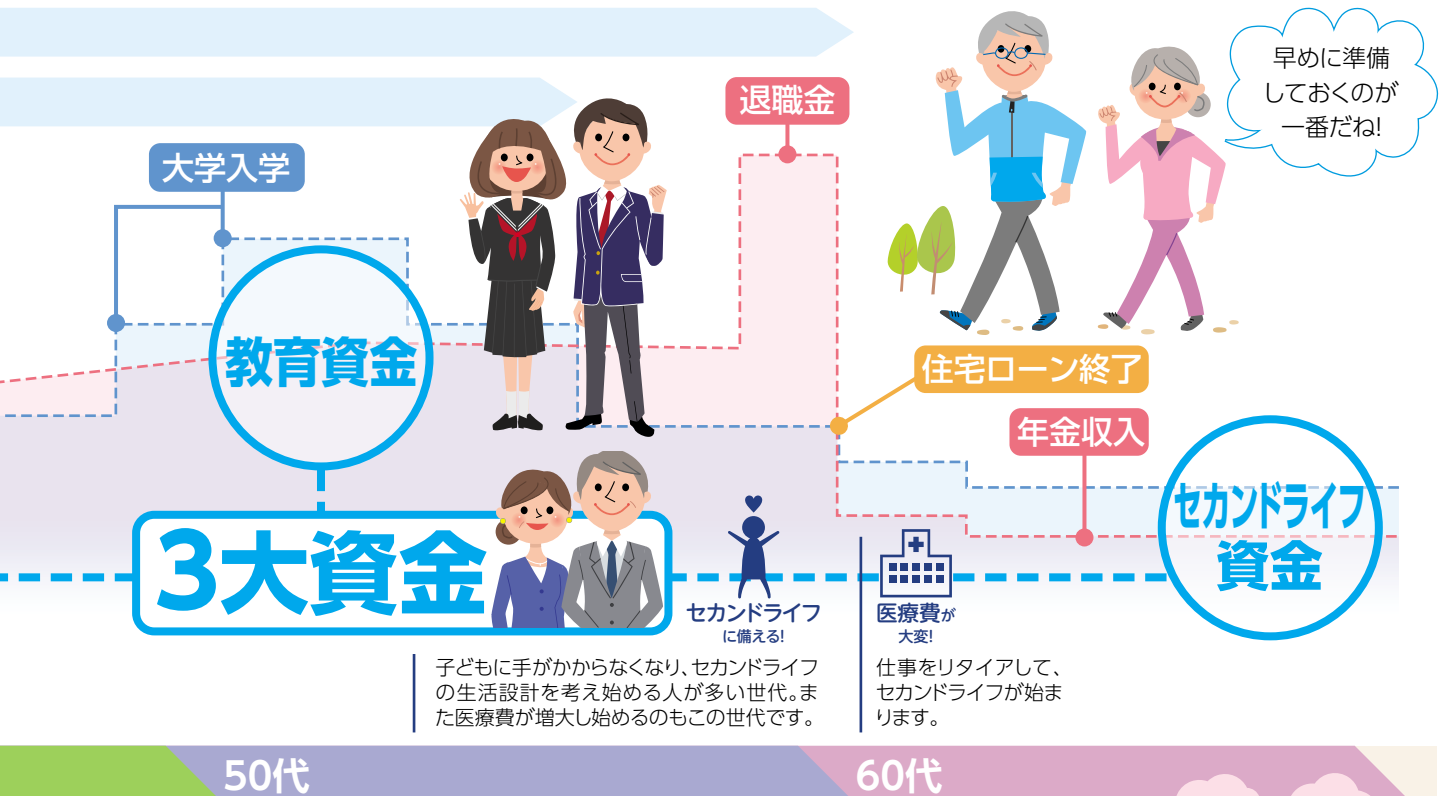 早めに準備
しておくのが
一番だね!
退職金
大学入学
教育資金
住宅ローン終了
年金収入
セカンドライフ
資金
3大資金
セカンドライフ
に備える!
医療費が
大変!
子どもに手がかからなくなり、セカンドライフ
の生活設計を考え始める人が多い世代。ま
た医療費が増大し始めるのもこの世代です。
仕事をリタイアして、
セカンドライフが始ま
ります。
50代
60代